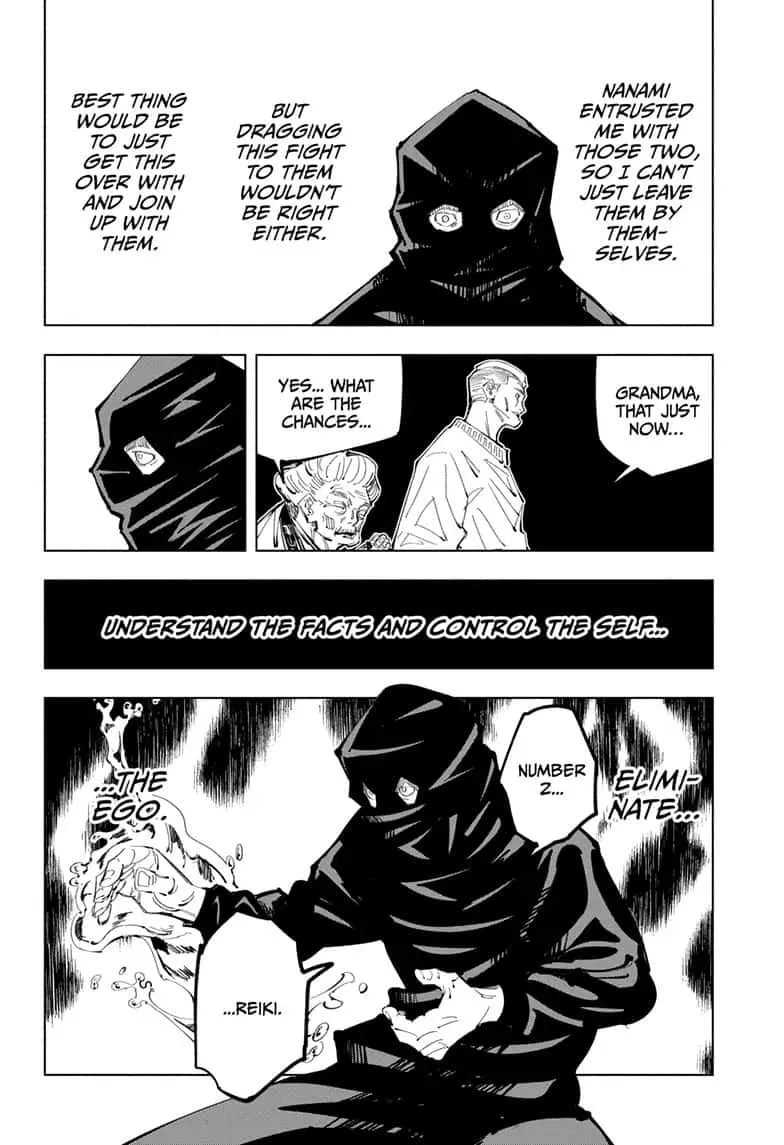 NANAMI
ENTRUSTED
ME WITH
THOSE TWO,
SO I CAN'T
JUST LEAVE
THEM BY
THEM-
SELVES.
BUT
DRAGGING
THIS FIGHT
TO THEM
WOULDN'T
BE RIGHT
EITHER.
BEST THING
WOULD BE
TO JUST
GET THIS
OVER WITH
AND JOIN
UP WITH
THEM.
GRANDMA,
THAT JUST
NOW...
YES... WHAT
ARE THE
CHANCES...
UNDERSTAND THE FACTS AND CONTROL THE SELF...
ELIMI-
NATE...
NUMBER
2...
...THE
EGO.
...REIKI.